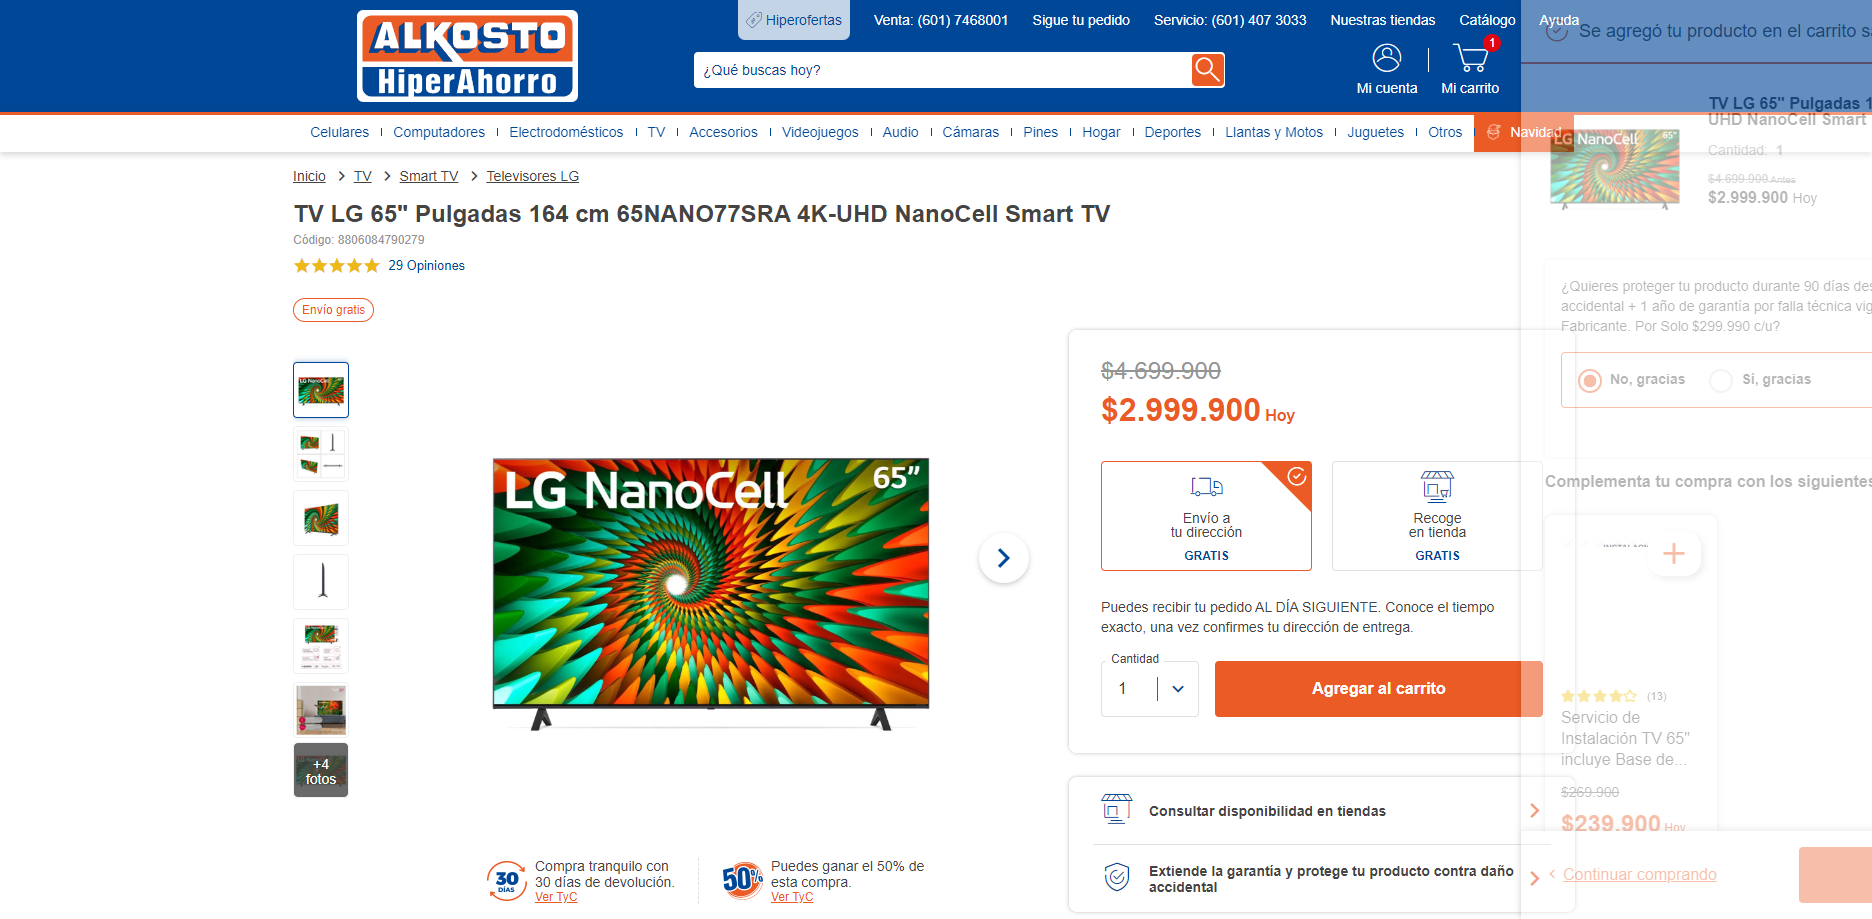 Hiperofertas
Venta: (601) 7468001
Sigue tu pedido
Servicio: (601) 407 3033
Nuestras tiendas
Catálogo
Ayuda
ALKOSTO
HiperAhorro
¿Qué buscas hoy?
Mi cuenta
1
Mi carrito
Celulares
Computadores
Electrodomésticos
TV
Accesorios
Videojuegos
Audio
Cámaras
Pines
Hogar
Deportes
Llantas y Motos
Juguetes
Otros
Navidad
Inicio
TV
Smart TV
Televisores LG
TV LG 65" Pulgadas 164 cm 65NANO77SRA 4K-UHD NanoCell Smart TV
Código: 8806084790279
29 Opiniones
Envío gratis
LG NanoCell
+4
fotos
LG NanoCell
65"
30
DÍAS
Compra tranquilo con
30 días de devolución.
Ver TyC
50%
Puedes ganar el 50% de
esta compra.
Ver TyC
$4.699.900
$2.999.900 Hoy
Envío a
tu dirección
GRATIS
Recoge
en tienda
GRATIS
Puedes recibir tu pedido AL DÍA SIGUIENTE. Conoce el tiempo
exacto, una vez confirmes tu dirección de entrega.
Cantidad
1
Agregar al carrito
Consultar disponibilidad en tiendas
Extiende la garantía y protege tu producto contra daño
accidental
Se agregó tu producto en el carrito
LG NanoCell
65"
TV LG 65" Pulgadas
UHD NanoCell Smart
Cantidad: 1
$4.699.900 Antes
$2.999.900 Hoy
¿Quieres proteger tu producto durante 90 días
accidental + 1 año de garantía por falla técnica
Fabricante. Por Solo $299.990 c/u?
No, gracias
Sí, gracias
Complementa tu compra con los siguientes
(13)
Servicio de
Instalación TV 65"
incluye Base de...
$269.900
$239.900 Hoy
Continuar comprando